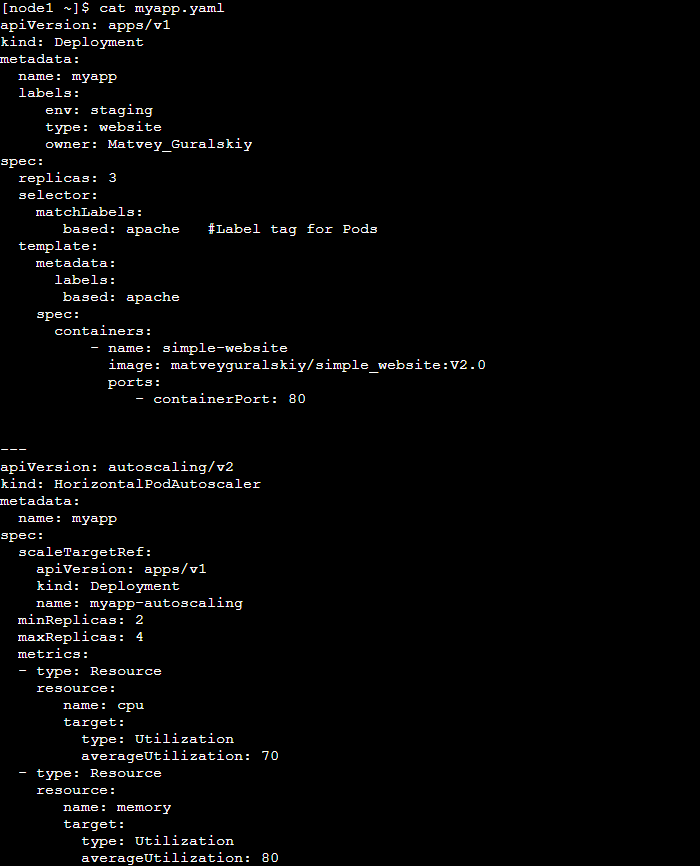 [node1 ~]$ cat myapp.yaml
apiVersion: apps/v1
kind: Deployment
metadata:
  name: myapp
  labels:
     env: staging
     type: website
     owner: Matvey_Guralskiy
spec:
  replicas: 3
  selector:
    matchLabels:
       based: apache   #Label tag for Pods
  template:
    metadata:
      labels:
       based: apache
    spec:
      containers:
          - name: simple-website
            image: matveyguralskiy/simple_website:V2.0
            ports:
               - containerPort: 80
---
apiVersion: autoscaling/v2
kind: HorizontalPodAutoscaler
metadata:
  name: myapp
spec:
  scaleTargetRef:
    apiVersion: apps/v1
    kind: Deployment
    name: myapp-autoscaling
  minReplicas: 2
  maxReplicas: 4
  metrics:
  - type: Resource
    resource:
       name: cpu
       target:
         type: Utilization
         averageUtilization: 70
  - type: Resource
    resource:
       name: memory
       target:
         type: Utilization
         averageUtilization: 80